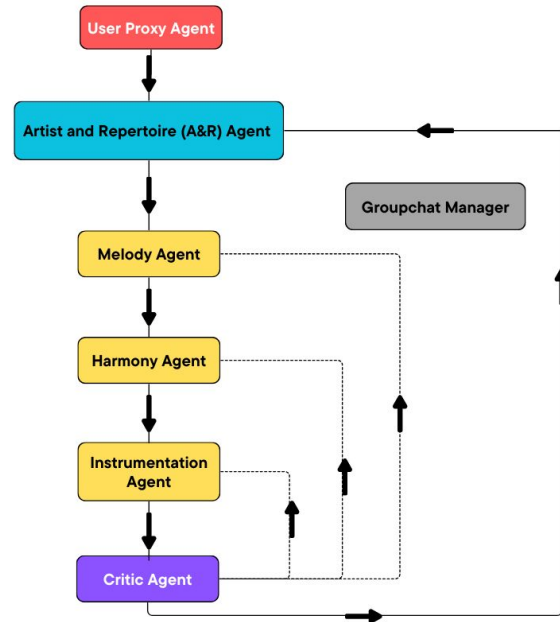 User Proxy Agent
Artist and Repertoire (A&R) Agent
Groupchat Manager
Melody Agent
Harmony Agent
Instrumentation
Agent
Critic Agent